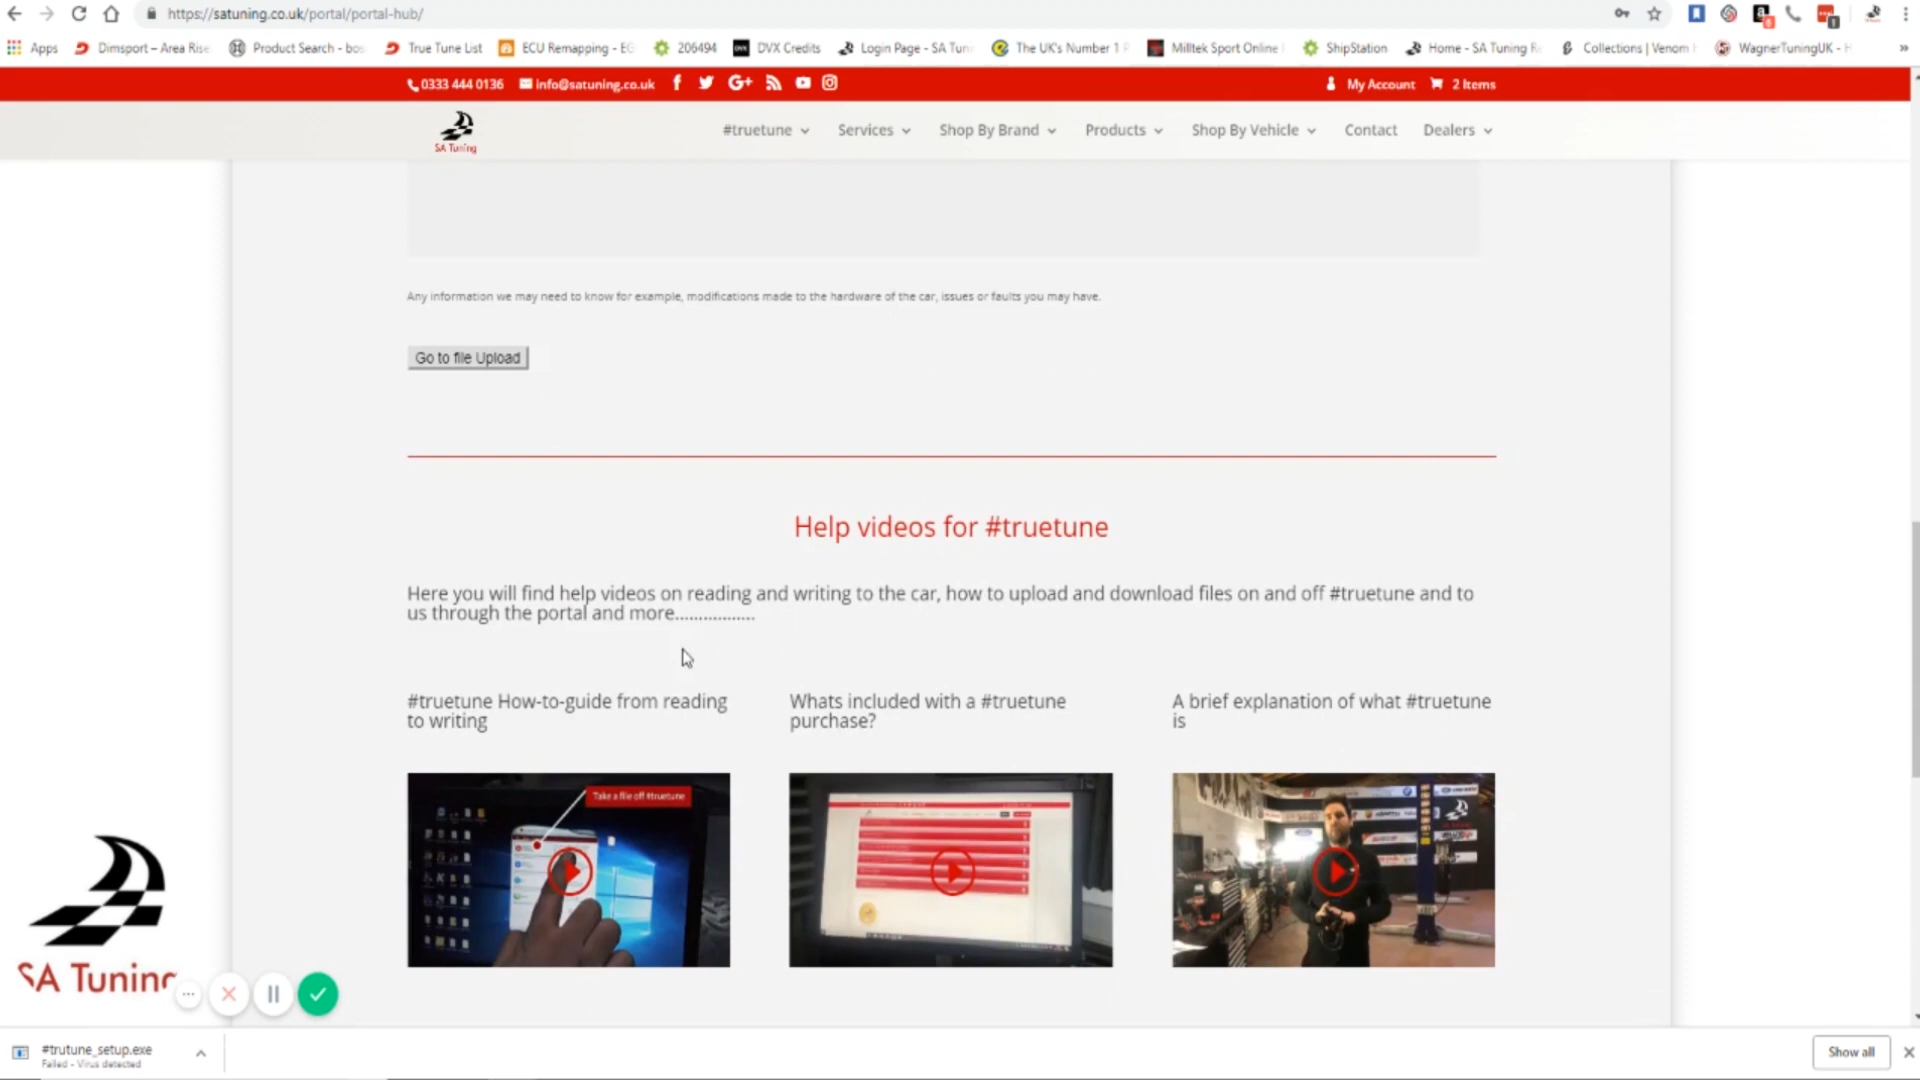 https://satuning.co.uk/portal/portal-hub/
Apps Dimsport – Area Rise Product Search - bos True Tune List ECU Remapping - EG 206494 DVX Credits Login Page - SA Tun The UK's Number 1 P Milltek Sport Online ShipStation Home - SA Tuning R Collections | Venom WagnerTuningUK - H »
0333 444 0136 info@satuning.co.uk My Account 2 Items
SA Tuning
#truetune Services Shop By Brand Products Shop By Vehicle Contact Dealers
Any information we may need to know for example, modifications made to the hardware of the car, issues or faults you may have.
Go to file Upload
Help videos for #truetune
Here you will find help videos on reading and writing to the car, how to upload and download files on and off #truetune and to
us through the portal and more.................
#truetune How-to-guide from reading
to writing
Whats included with a #truetune
purchase?
A brief explanation of what #truetune
is
Take a file off #truetune
SA Tuning
#trutune_setup.exe
Failed - Virus detected
Show all